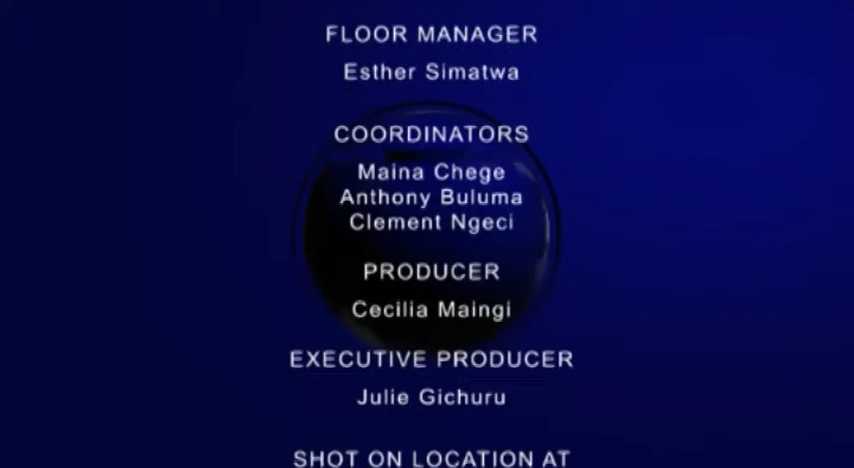 FLOOR MANAGER
Esther Simatwa
COORDINATORS
Maina Chege
Anthony Buluma
Clement Ngeci
PRODUCER
Cecilia Maingi
EXECUTIVE PRODUCER
Julie Gichuru
SHOT ON LOCATION AT